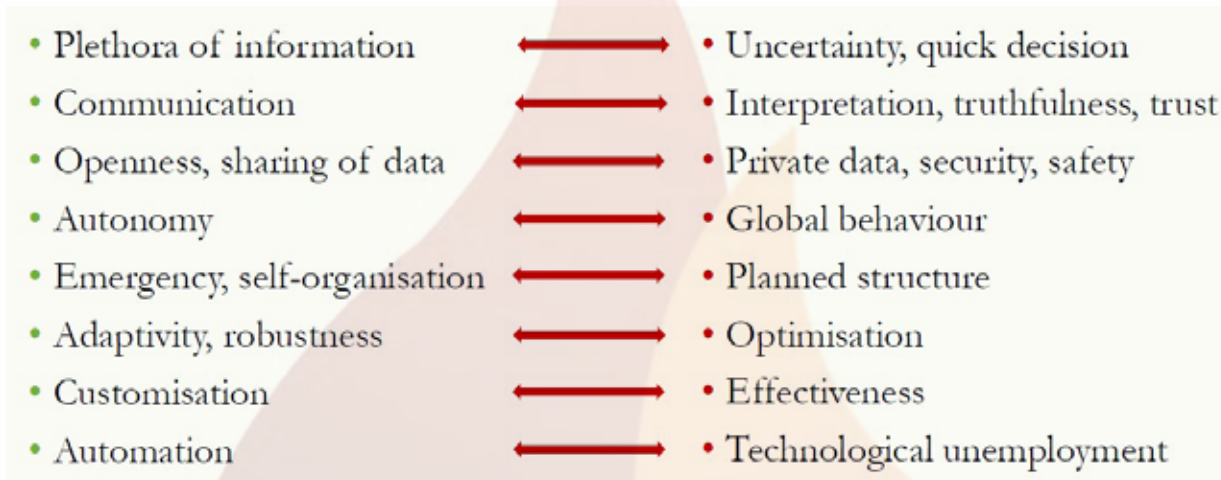 • Plethora of information • Uncertainty, quick decision
• Communication • Interpretation, truthfulness, trust
• Openness, sharing of data • Private data, security, safety
• Autonomy • Global behaviour
• Emergency, self-organisation • Planned structure
• Adaptivity, robustness • Optimisation
• Customisation • Effectiveness
• Automation • Technological unemployment